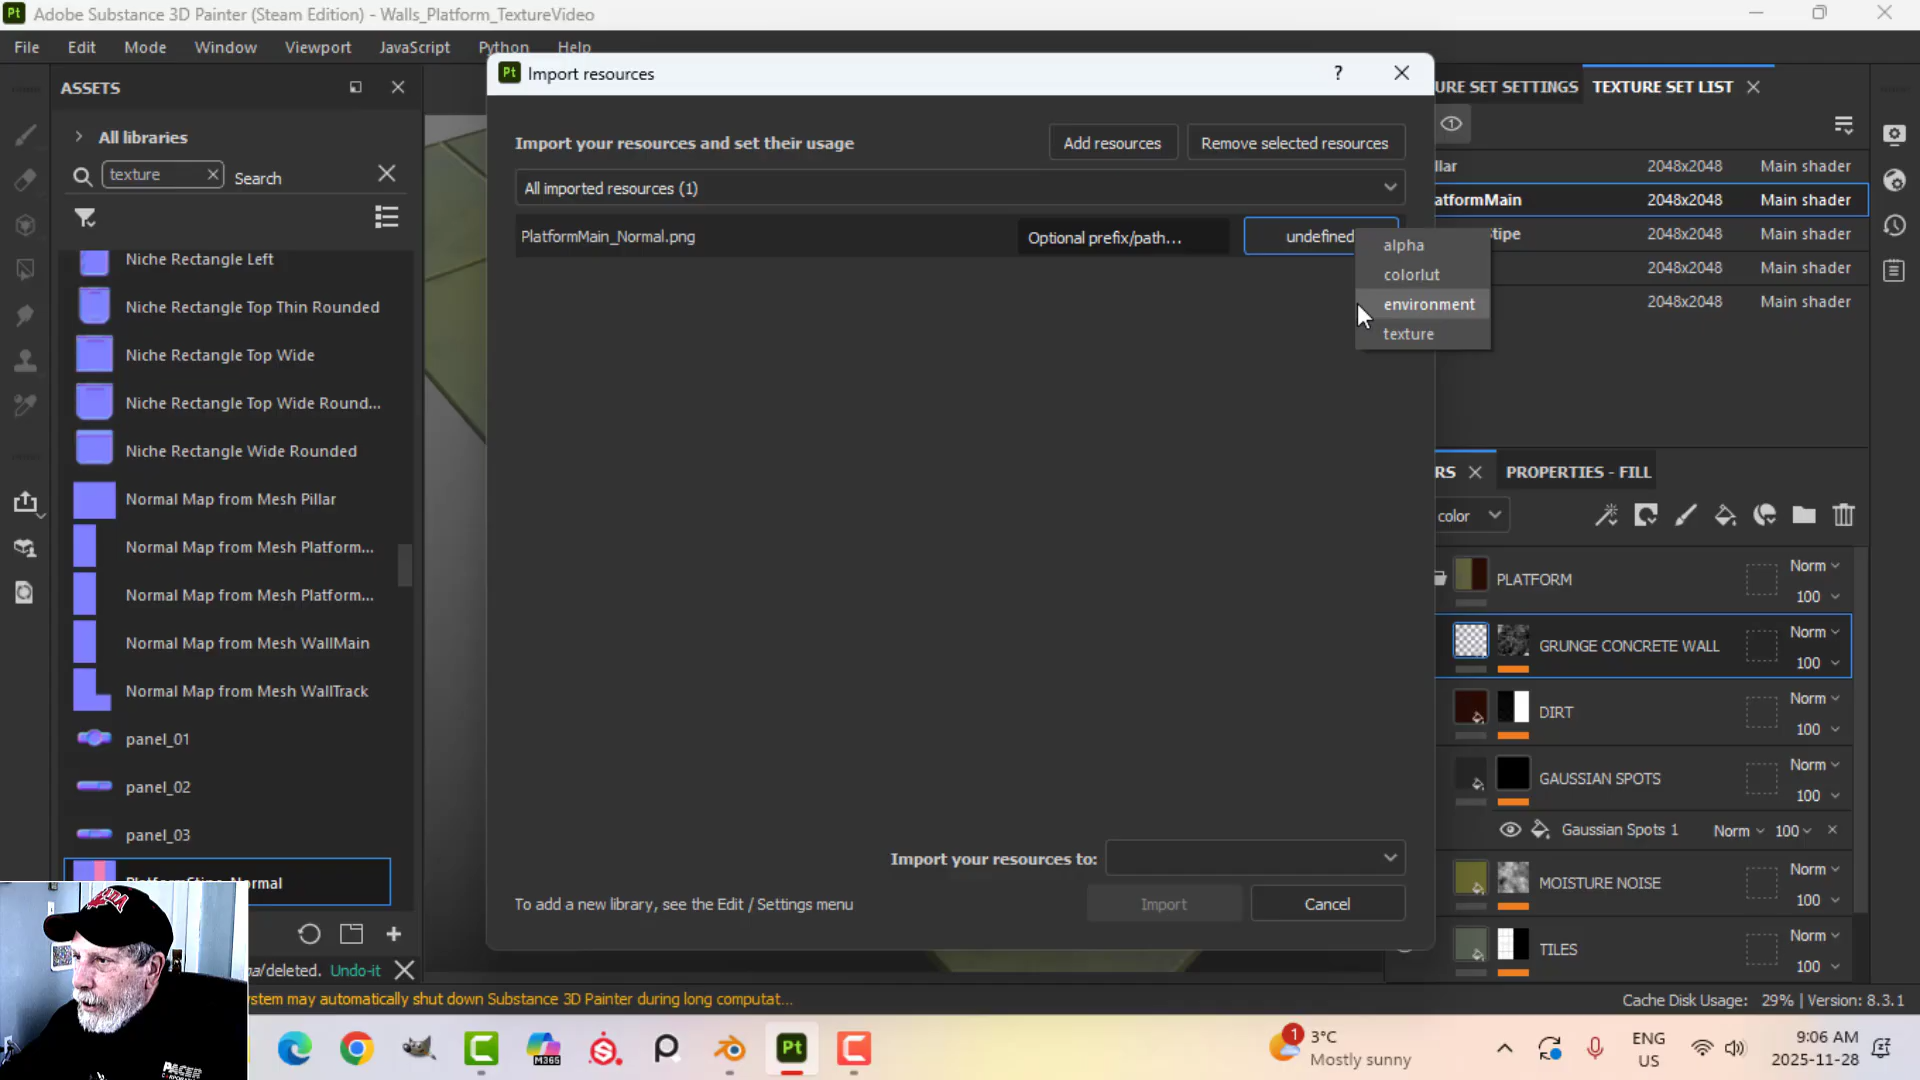 Pt Adobe Substance 3D Painter (Steam Edition) - Walls_Platform_TextureVideo
File Edit Mode Window Viewport JavaScript Python Help
ASSETS
All libraries
texture Search
Niche Rectangle Left
Niche Rectangle Top Thin Rounded
Niche Rectangle Top Wide
Niche Rectangle Top Wide Round...
Niche Rectangle Wide Rounded
Normal Map from Mesh Pillar
Normal Map from Mesh Platform...
Normal Map from Mesh Platform...
Normal Map from Mesh WallMain
Normal Map from Mesh WallTrack
panel_01
panel_02
panel_03
PlatformStipe_Normal
/deleted. Undo-it
Pt Import resources ?
Import your resources and set their usage Add resources Remove selected resources
All imported resources (1)
PlatformMain_Normal.png Optional prefix/path... undefined
alpha
colorlut
environment
texture
Import your resources to:
To add a new library, see the Edit / Settings menu Import Cancel
URE SET SETTINGS TEXTURE SET LIST
llar 2048x2048 Main shader
atformMain 2048x2048 Main shader
Stipe 2048x2048 Main shader
2048x2048 Main shader
2048x2048 Main shader
RS PROPERTIES - FILL
color
PLATFORM Norm 100
GRUNGE CONCRETE WALL Norm 100
DIRT Norm 100
GAUSSIAN SPOTS Norm 100
Gaussian Spots 1 Norm 100
MOISTURE NOISE Norm 100
TILES Norm 100
stem may automatically shut down Substance 3D Painter during long computat...
Cache Disk Usage: 29% | Version: 8.3.1
M365 Pt
1 3°C
Mostly sunny
ENG
US
9:06 AM
2025-11-28
PACER